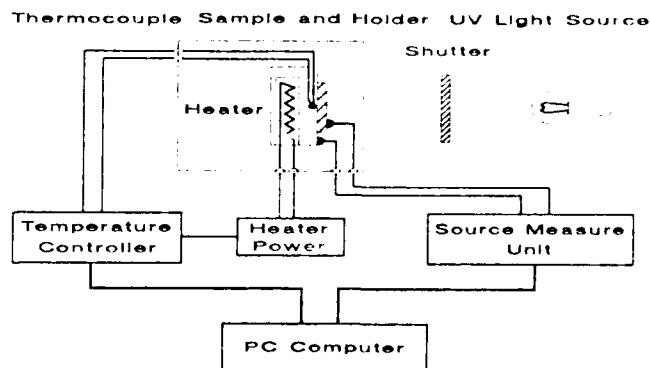 Thermocouple Sample and Holder UV Light Source
Shutter
Heater
Temperature
Controller
Heater
Power
Source Measure
Unit
PC Computer